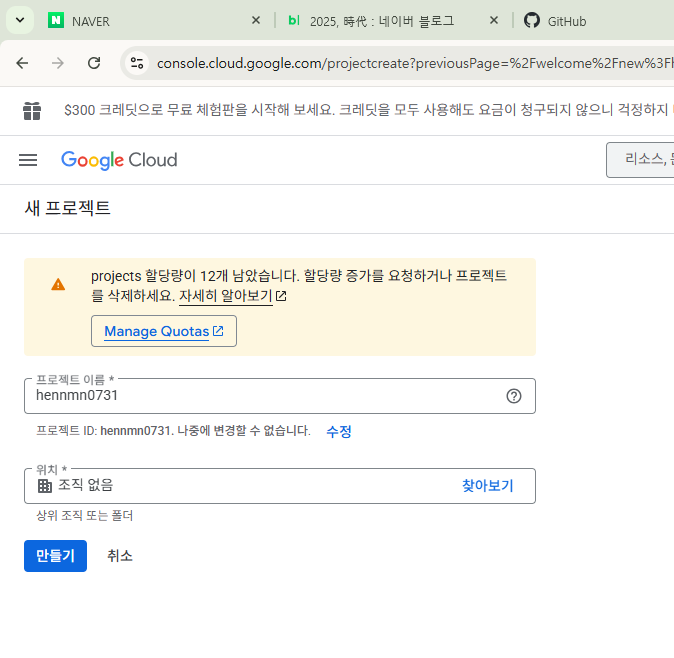 NAVER
bl 2025, 時代 : 네이버 블로그
GitHub
console.cloud.google.com/projectcreate?previousPage=%2Fwelcome%2Fnew%3F
$300 크레딧으로 무료 체험판을 시작해 보세요. 크레딧을 모두 사용해도 요금이 청구되지 않으니 걱정하지
Google Cloud
리소스,
새 프로젝트
projects 할당량이 12개 남았습니다. 할당량 증가를 요청하거나 프로젝트
를 삭제하세요. 자세히 알아보기
Manage Quotas
프로젝트 이름 *
hennmn0731
프로젝트 ID: hennmn0731. 나중에 변경할 수 없습니다. 수정
위치 *
조직 없음
찾아보기
상위 조직 또는 폴더
만들기 취소